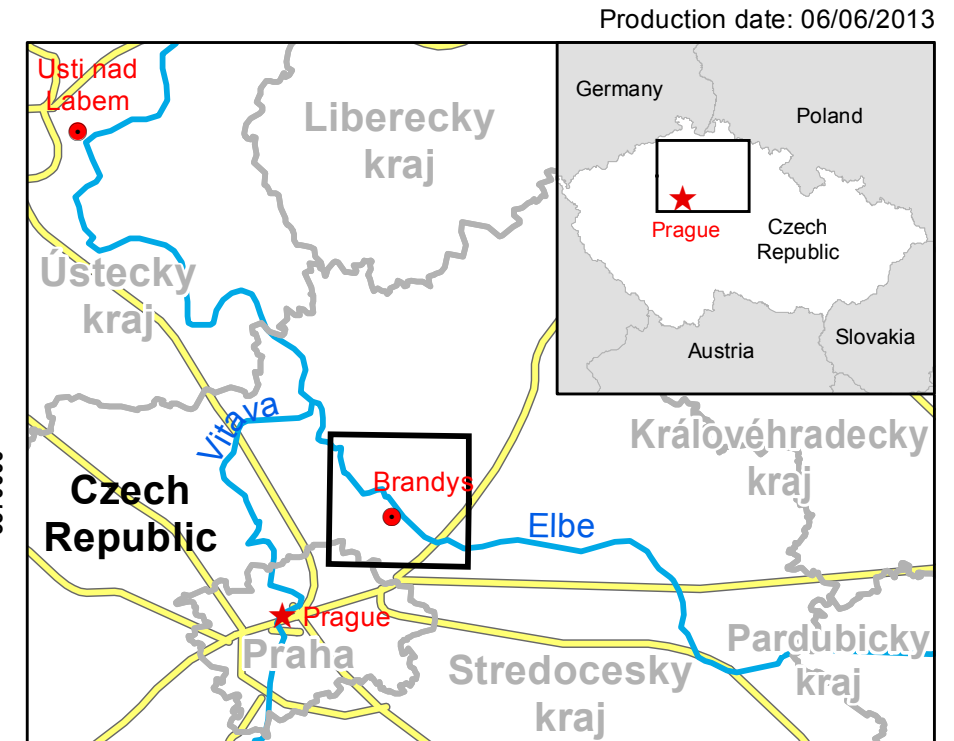 Production date: 06/06/2013
Usti nad
Labem
Liberecky
kraj
Germany
Poland
Prague
Czech
Republic
Austria
Slovakia
Ústecky
kraj
Vltava
Královéhradecky
kraj
Czech
Republic
Brandys
Elbe
Prague
Praha
Stredocesky
kraj
Pardubicky
kraj